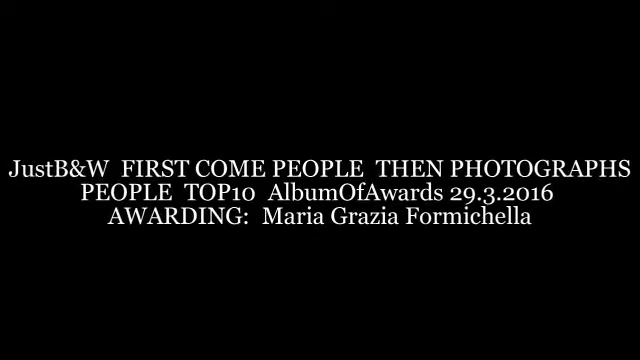 JustB&W FIRST COME PEOPLE THEN PHOTOGRAPHS
PEOPLE TOP10 AlbumOfAwards 29.3.2016
AWARDING: Maria Grazia Formichella